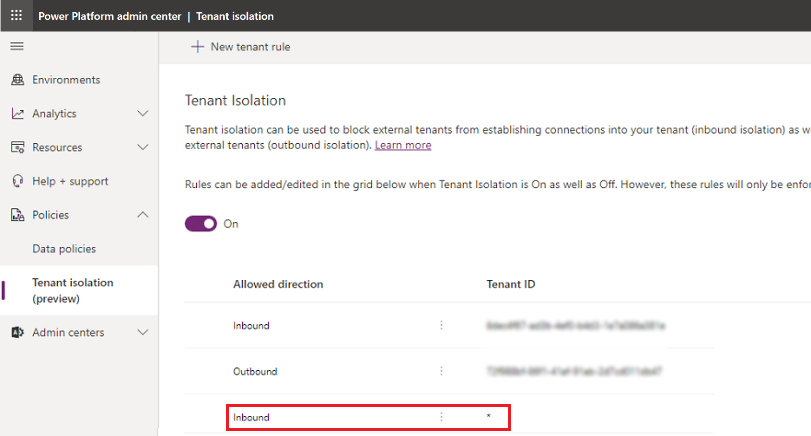 Power Platform admin center | Tenant isolation
New tenant rule
Environments
Analytics
Resources
Help + support
Policies
Data policies
Tenant isolation
(preview)
Admin centers
Tenant Isolation
Tenant isolation can be used to block external tenants from establishing connections into your tenant (inbound isolation) as w
external tenants (outbound isolation). Learn more
Rules can be added/edited in the grid below when Tenant Isolation is On as well as Off. However, these rules will only be enfor
On
Allowed direction Tenant ID
Inbound
Outbound
Inbound *